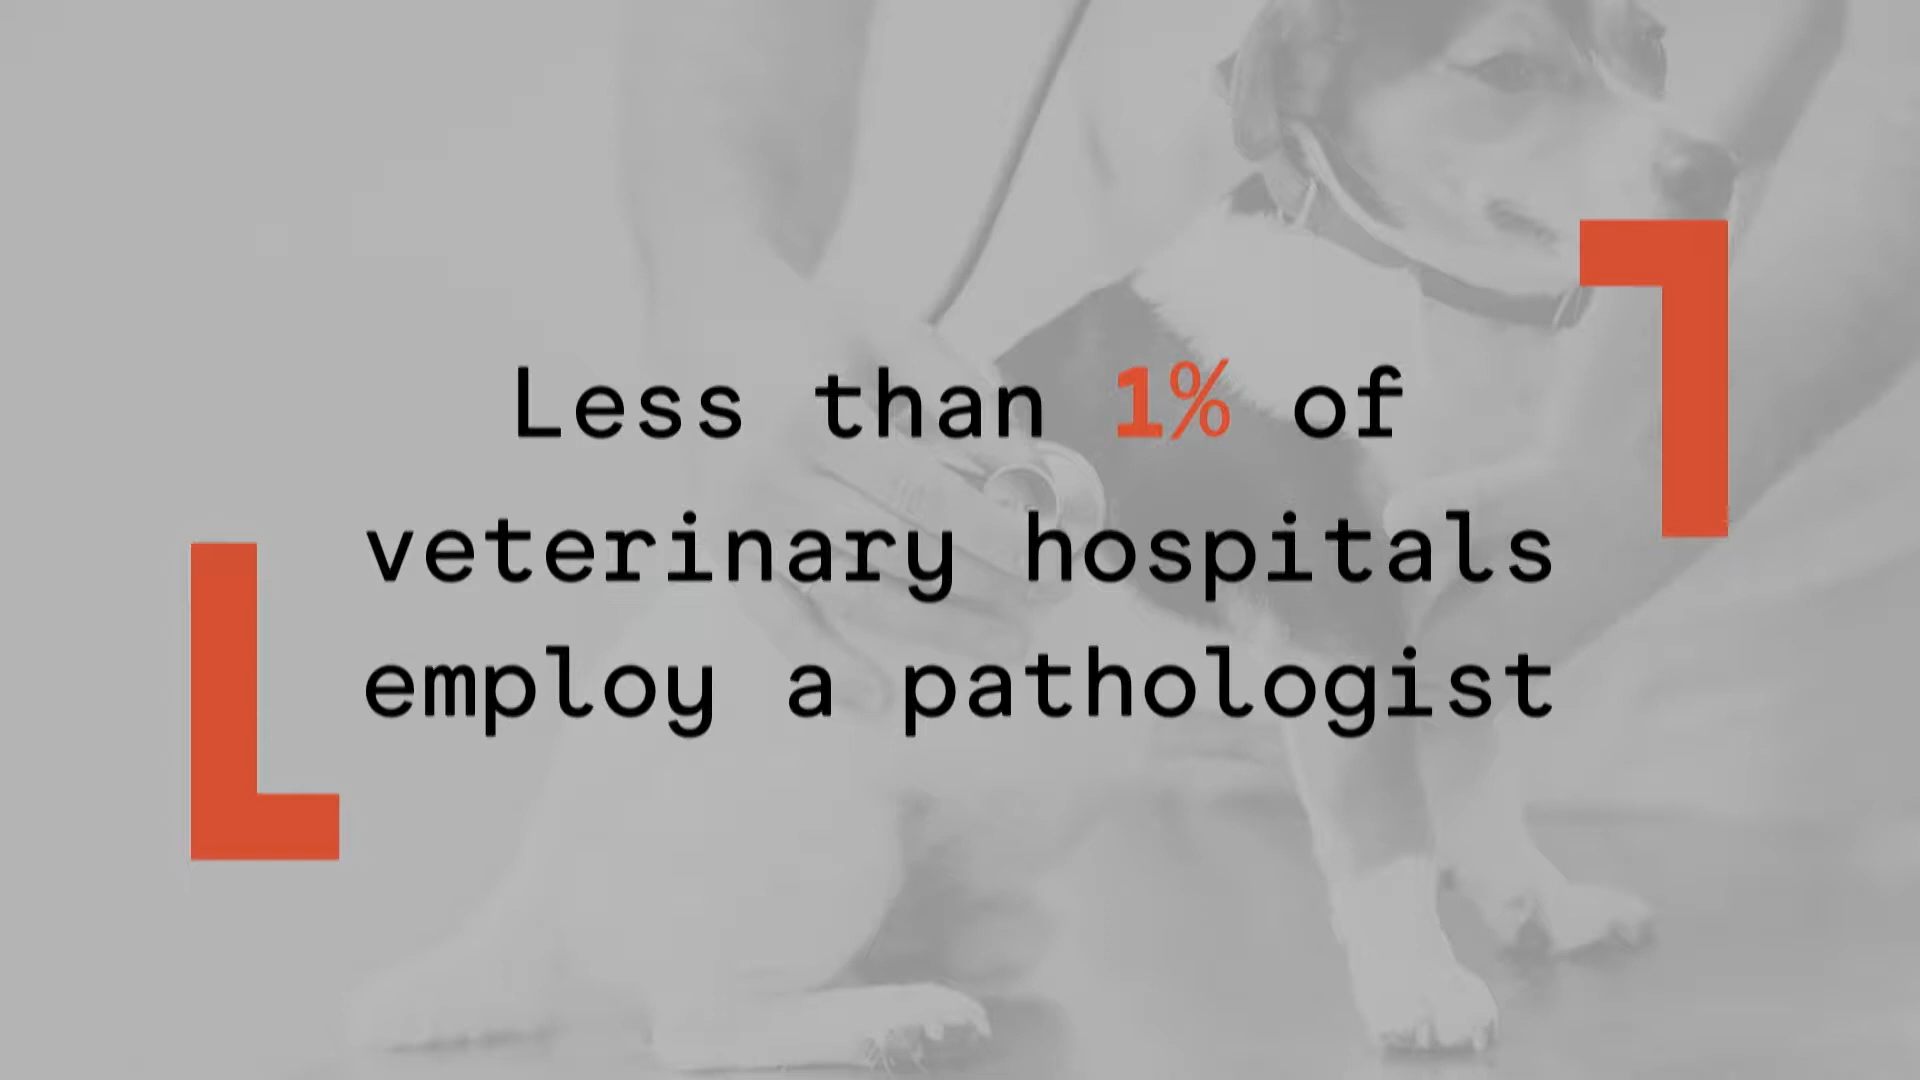 Less than 1% of
veterinary hospitals
employ a pathologist